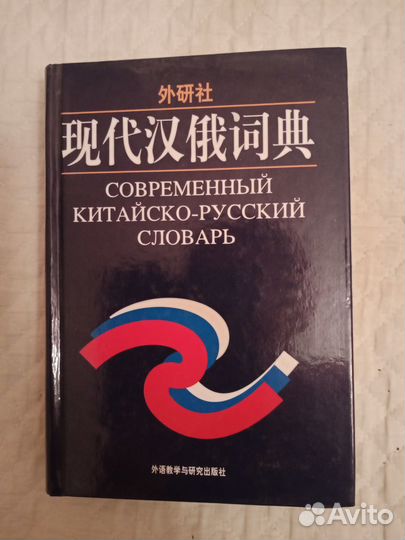 外研社
现代汉俄词典
СОВРЕМЕННЫЙ
КИТАЙСКО-РУССКИЙ
СЛОВАРЬ
外语教学与研究出版社
Avito